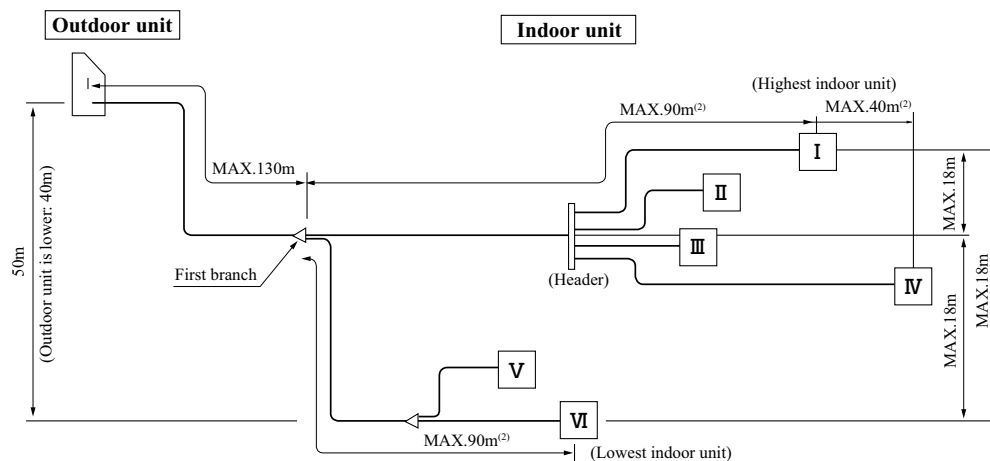 Outdoor unit
Indoor unit
(Highest indoor unit)
MAX.90m(2)
MAX.40m(2)
I
MAX.130m
II
MAX.18m
50m
(Outdoor unit is lower: 40m)
First branch
III
(Header)
IV
MAX.18m
MAX.18m
V
VI
MAX.90m(2)
(Lowest indoor unit)